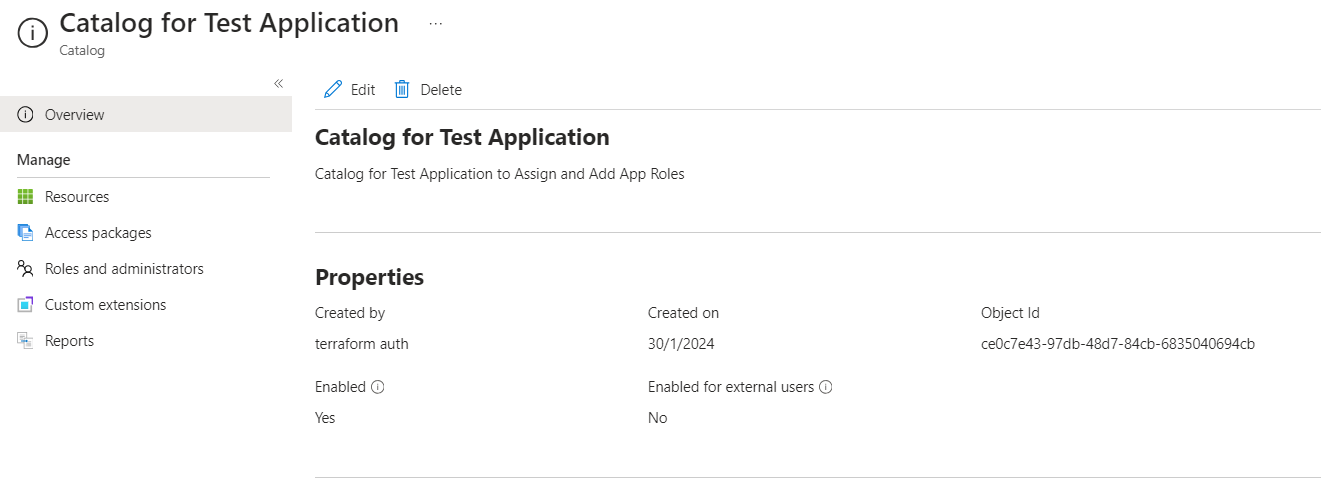 Catalog for Test Application ...
Catalog
«
Overview
Manage
Resources
Access packages
Roles and administrators
Custom extensions
Reports
Edit Delete
Catalog for Test Application
Catalog for Test Application to Assign and Add App Roles
Properties
Created by Created on Object Id
terraform auth 30/1/2024 ce0c7e43-97db-48d7-84cb-6835040694cb
Enabled Enabled for external users
Yes No